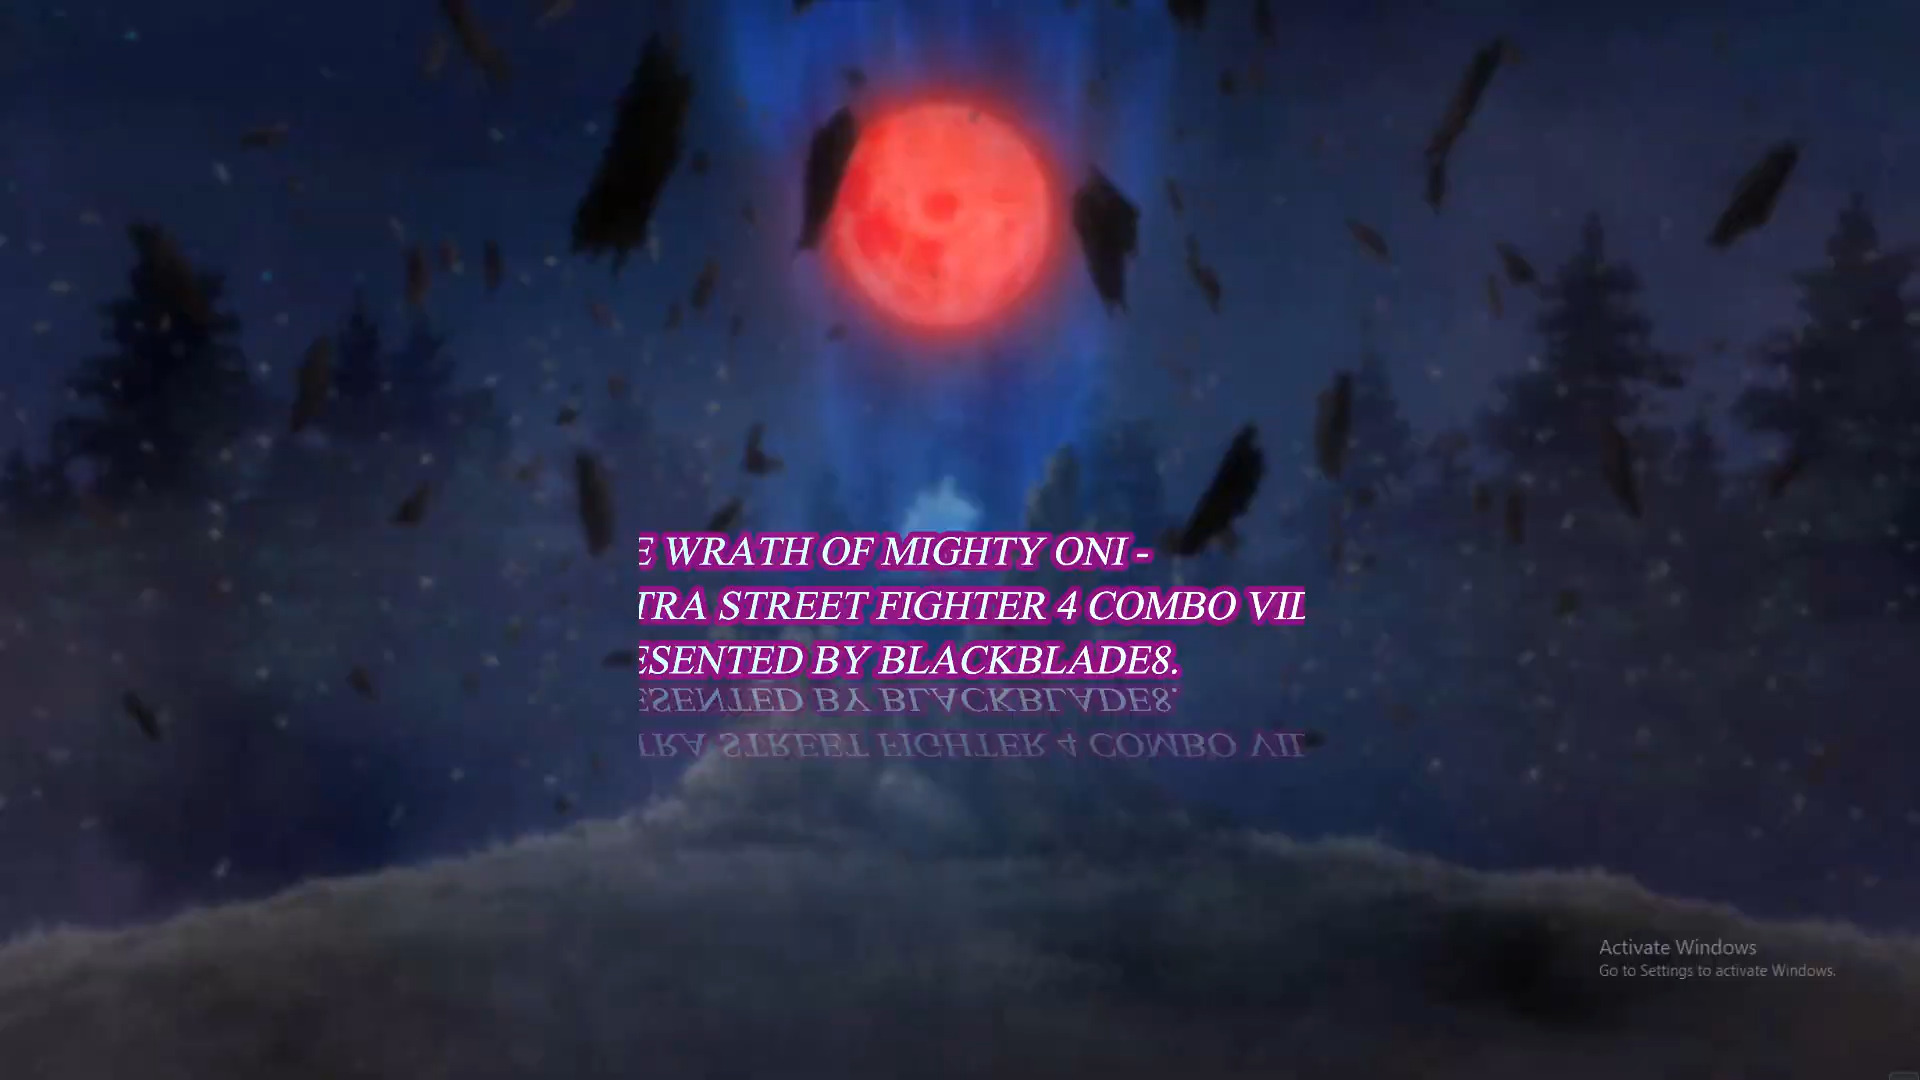 E WRATH OF MIGHTY ONI -
TRA STREET FIGHTER 4 COMBO VID
ESENTED BY BLACKBLADE8.
Activate Windows
Go to Settings to activate Windows.